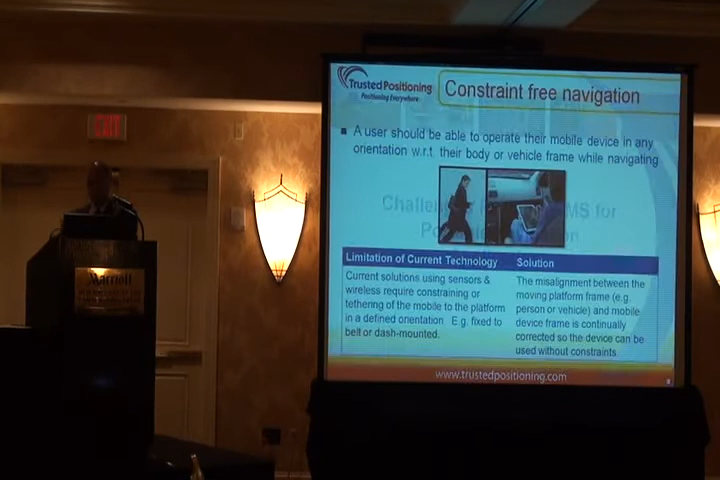 EXIT
Marriott
Trusted Positioning
Positioning Everywhere
Constraint free navigation
A user should be able to operate their mobile device in any
orientation w.r.t. their body or vehicle frame while navigating
Limitation of Current Technology
Current solutions using sensors &
wireless require constraining or
tethering of the mobile to the platform
in a defined orientation. E.g. fixed to
belt or dash-mounted.
Solution
The misalignment between the
moving platform frame (e.g.
person or vehicle) and mobile
device frame is continually
corrected so the device can be
used without constraints
www.trustedpositioning.com